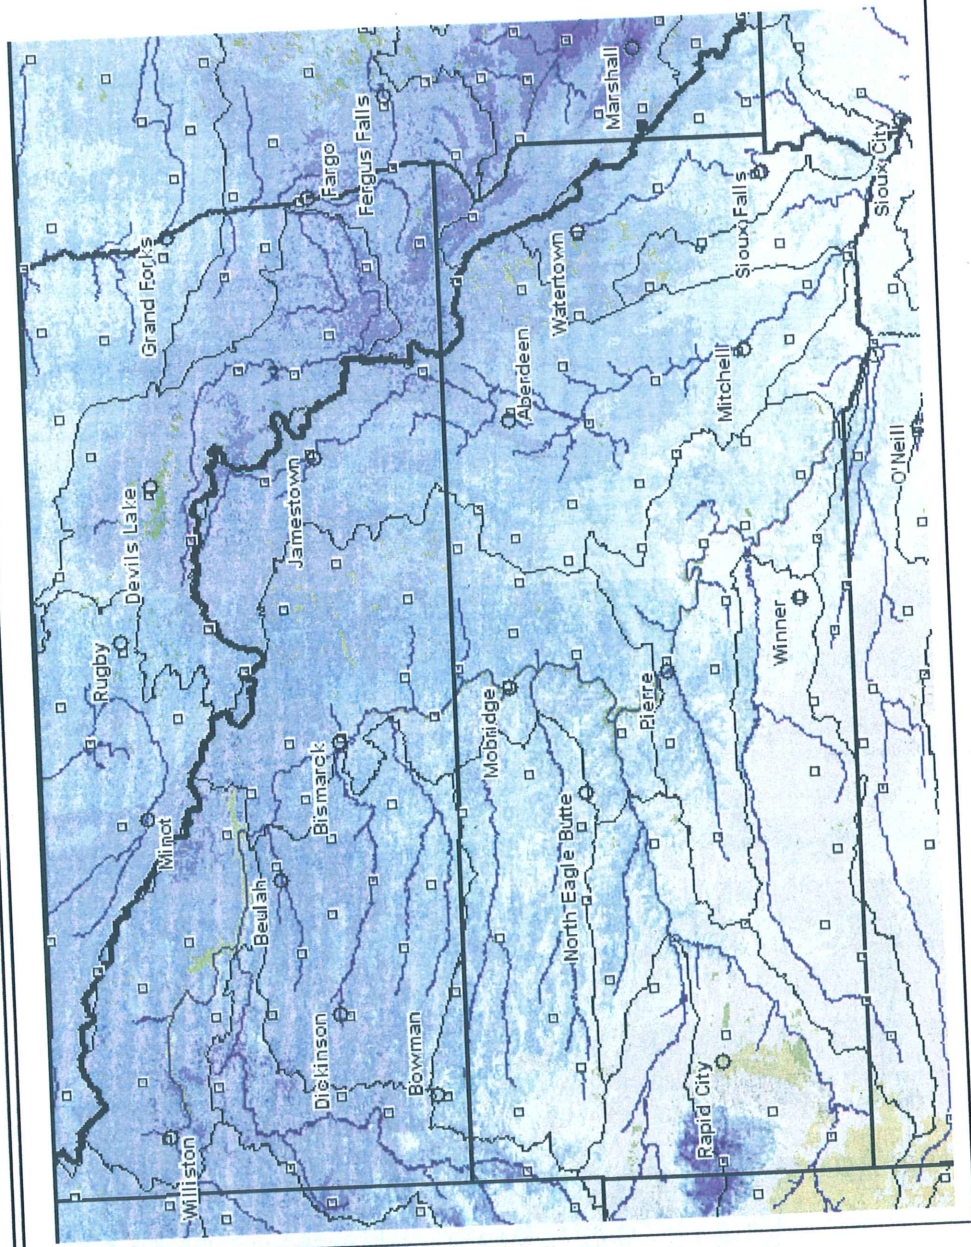 Williston
Minot
Rugby
Devils Lake
Grand Forks
Beulah
Dickinson
Bismarck
Jamestown
Fargo
Fergus Falls
Bowman
Mobridge
Aberdeen
North Eagle Butte
Watertown
Marshall
Pierre
Rapid City
Winner
Mitchell
Sioux Falls
O'Neill
Sioux City